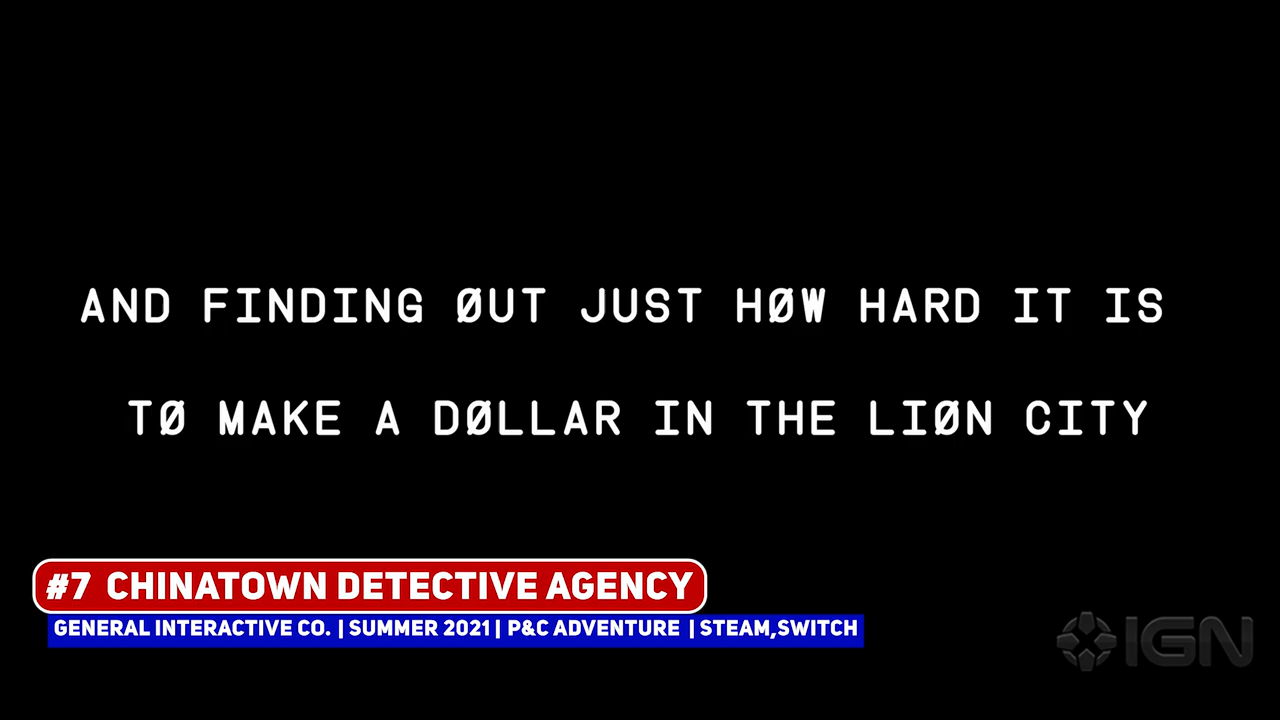 AND FINDING ØUT JUST HØW HARD IT IS
TØ MAKE A DØLLAR IN THE LIØN CITY
#7 CHINATOWN DETECTIVE AGENCY
GENERAL INTERACTIVE CO. | SUMMER 2021 | P&C ADVENTURE | STEAM,SWITCH
IGN